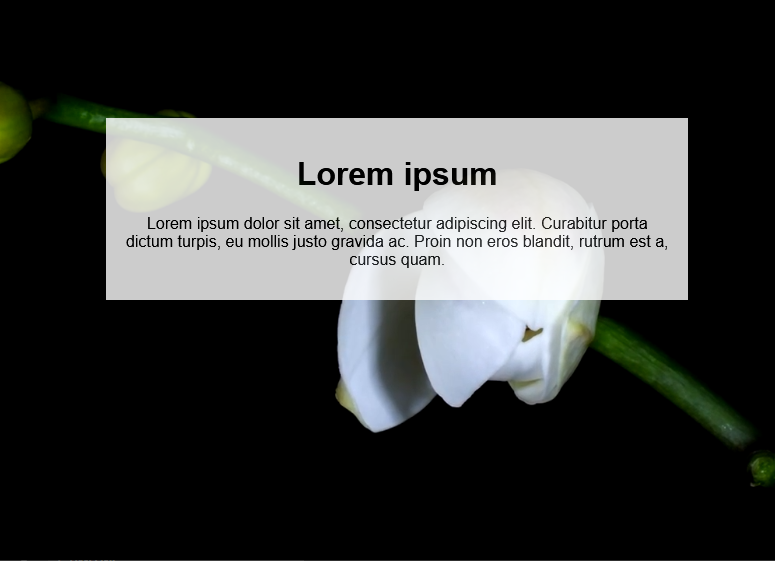 Lorem ipsum
Lorem ipsum dolor sit amet, consectetur adipiscing elit. Curabitur porta
dictum turpis, eu mollis justo gravida ac. Proin non eros blandit, rutrum est a,
cursus quam.